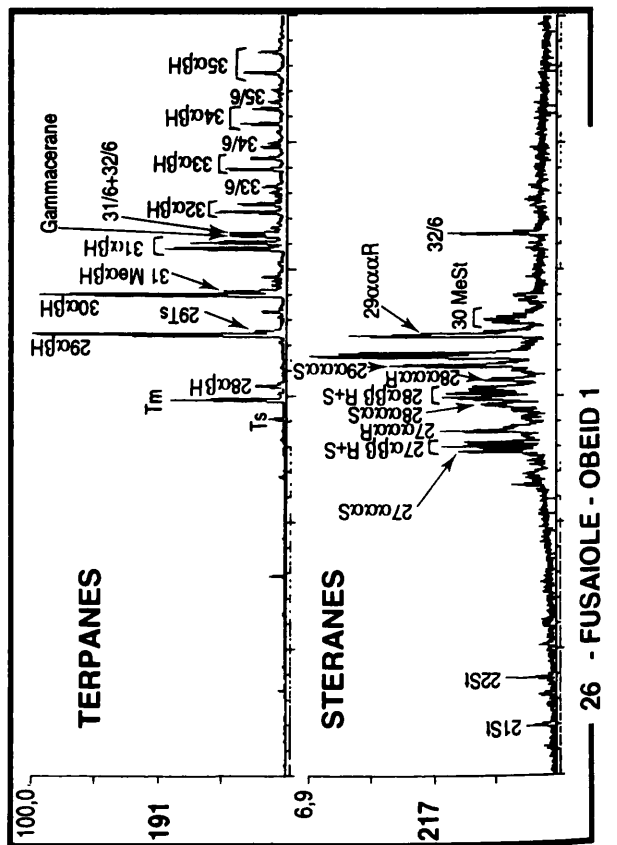 100,0
191
TERPANES
Ts
Tm
28αβH
29αβH
29Ts
30αβH
31 MeαβH
31αβH
Gammacerane
31/6+32/6
32αβH
33/6
33αβH
34/6
34αβH
35/6
35αβH
6,9
217
STERANES
21St
22St
27αααS
27αββ R+S
27αααR
28αααS
28αββ R+S
28αααR
29αααS
29αααR
30 MeSt
32/6
26 - FUSAIOLE - OBEID 1